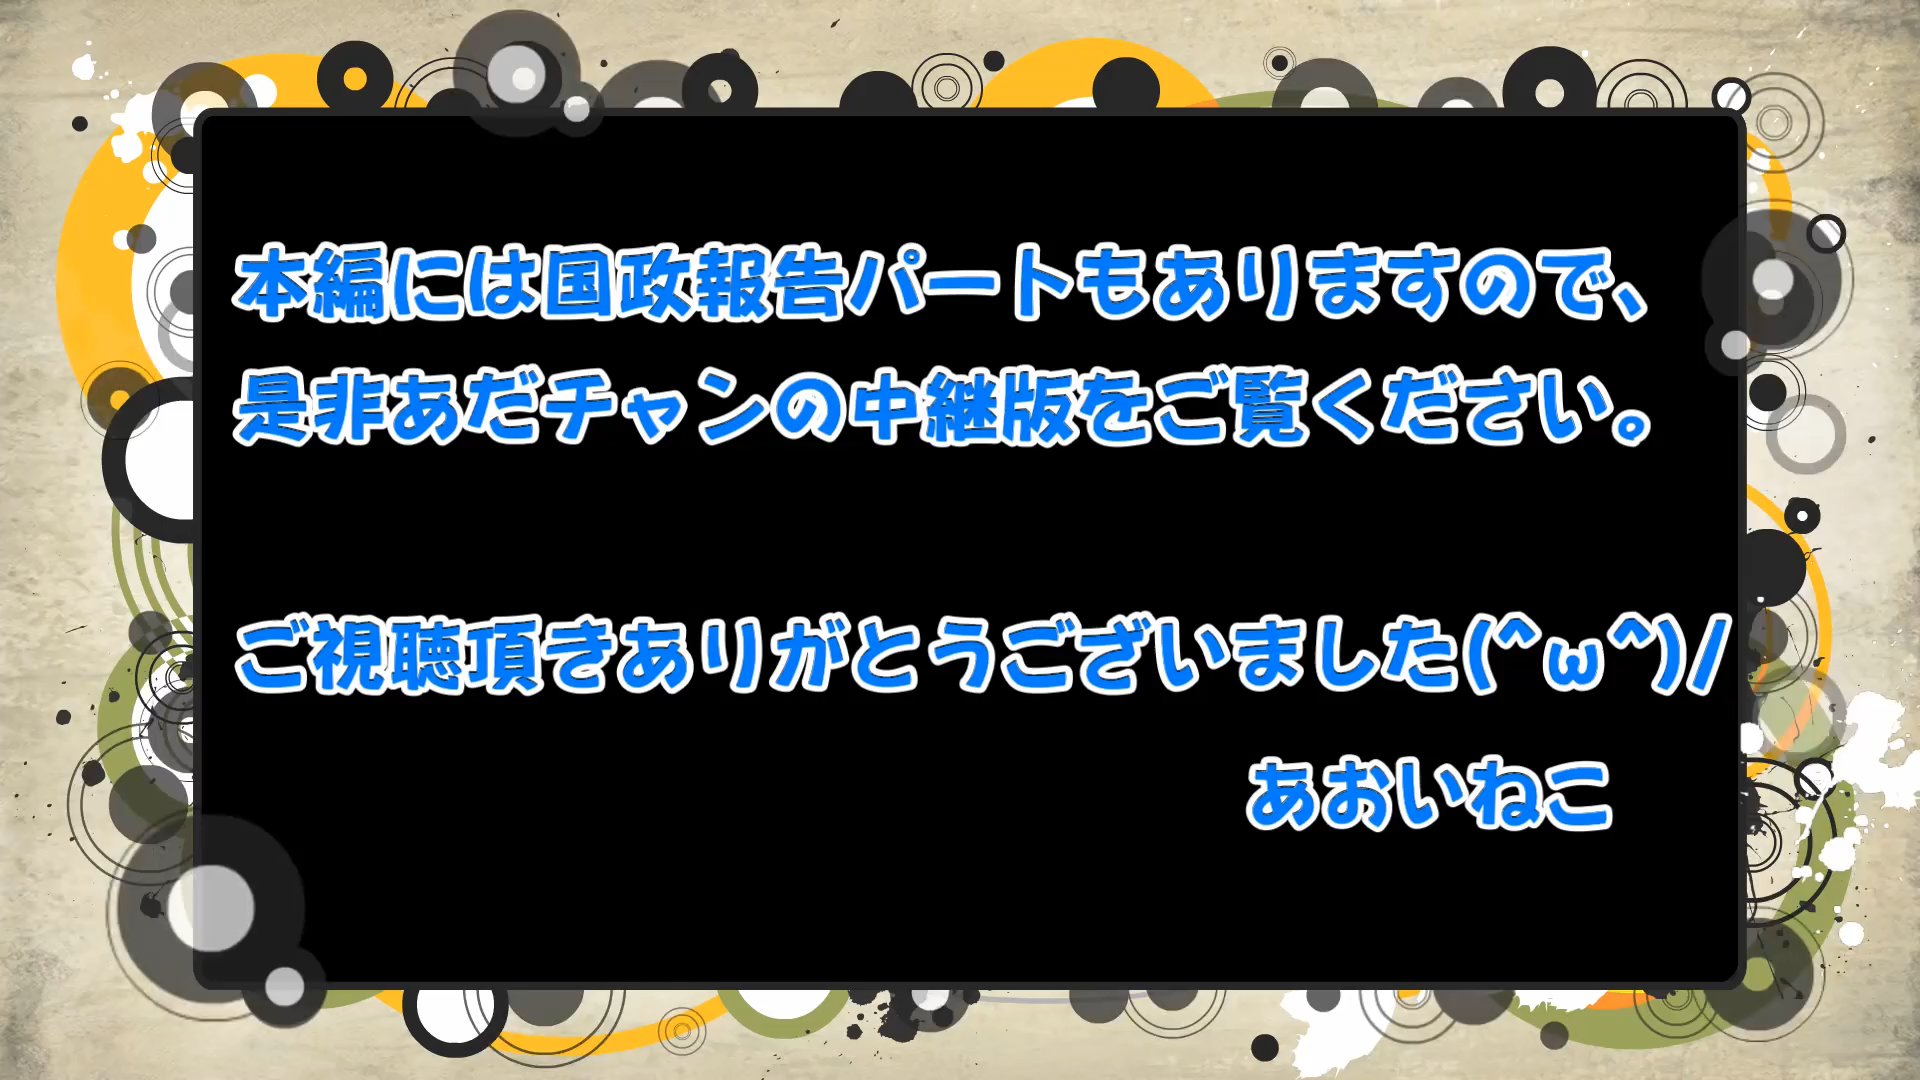 本編には国政報告パートもありますので、
是非あだチャンの中継版をご覧ください。
ご視聴頂きありがとうございました(^ω^)/
あおいねこ